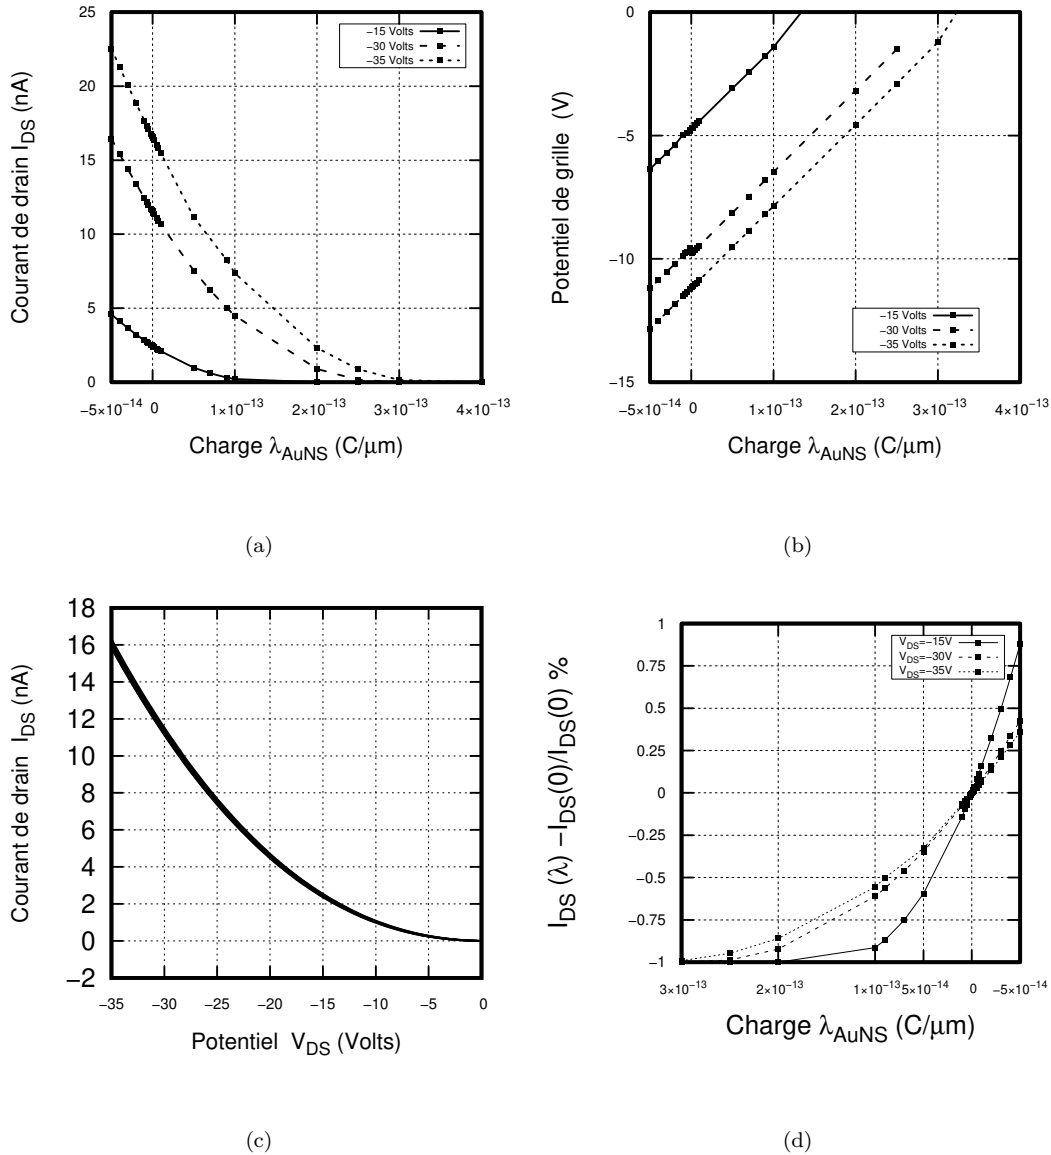 Courant de drain I_DS (nA)
25
20
15
10
5
0
−15 Volts
−30 Volts
−35 Volts
−5×10⁻¹⁴ 0 1×10⁻¹³ 2×10⁻¹³ 3×10⁻¹³ 4×10⁻¹³
Charge λ_AuNS (C/μm)
(a)
Potentiel de grille (V)
0
−5
−10
−15
−15 Volts
−30 Volts
−35 Volts
−5×10⁻¹⁴ 0 1×10⁻¹³ 2×10⁻¹³ 3×10⁻¹³ 4×10⁻¹³
Charge λ_AuNS (C/μm)
(b)
Courant de drain I_DS (nA)
18
16
14
12
10
8
6
4
2
0
−2
−35 −30 −25 −20 −15 −10 −5 0
Potentiel V_DS (Volts)
(c)
I_DS (λ) −I_DS(0)/I_DS(0) %
1
0.75
0.5
0.25
0
−0.25
−0.5
−0.75
−1
V_DS=−15V
V_DS=−30V
V_DS=−35V
3×10⁻¹³ 2×10⁻¹³ 1×10⁻¹³ 5×10⁻¹⁴ 0 −5×10⁻¹⁴
Charge λ_AuNS (C/μm)
(d)